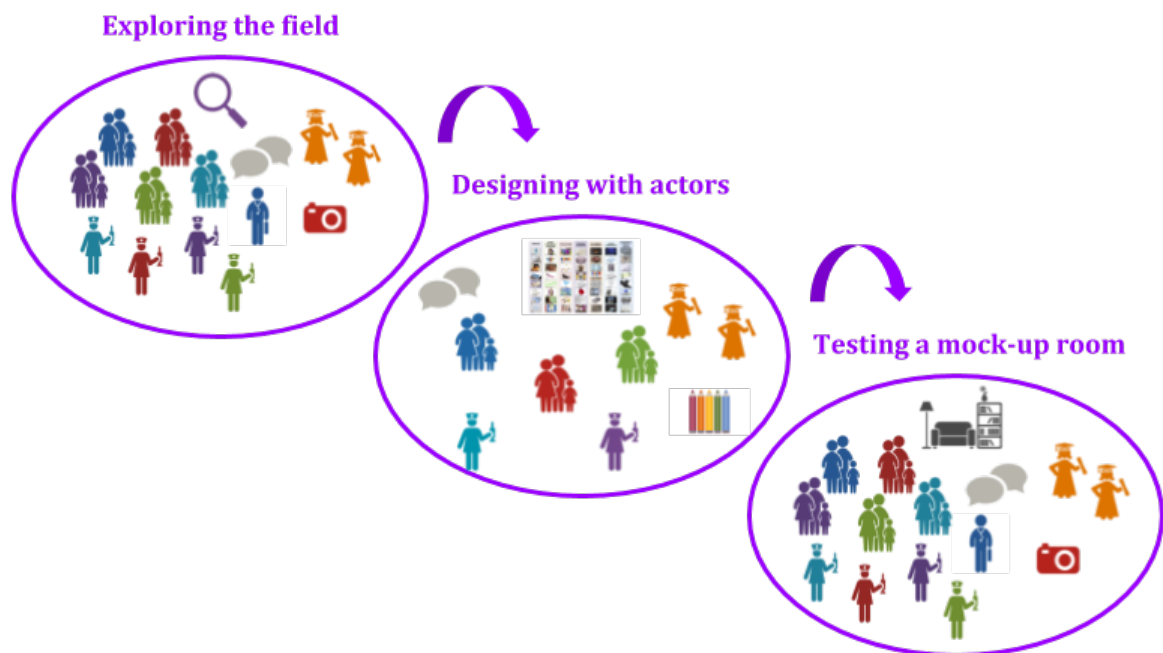 Exploring the field
Designing with actors
Testing a mock-up room